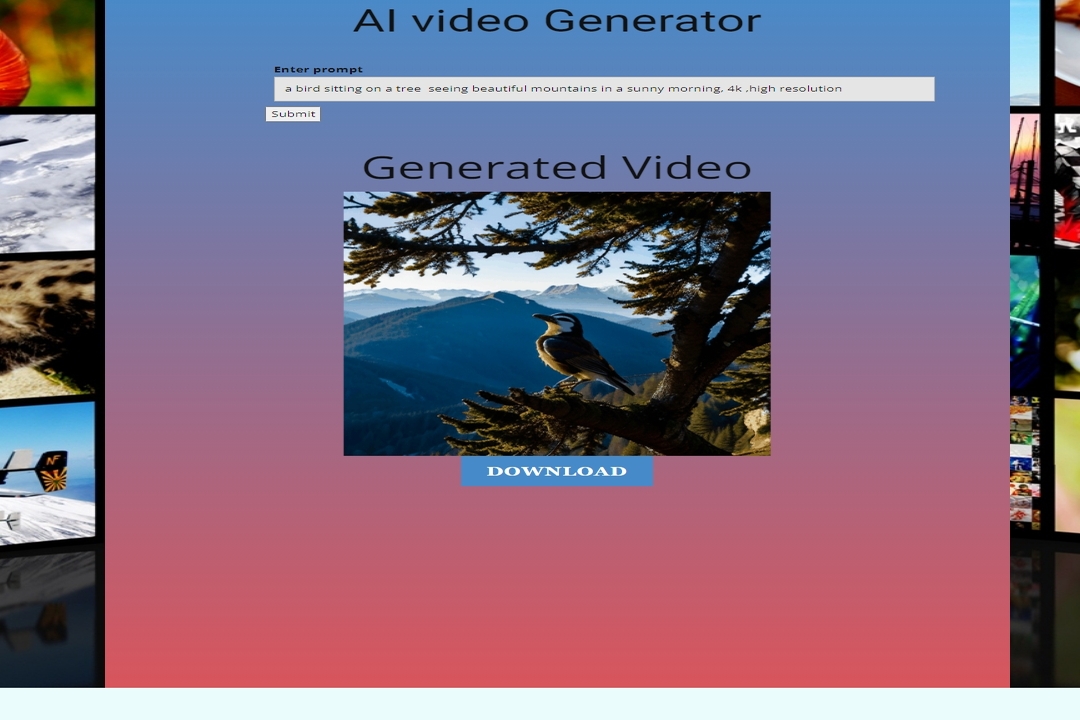 AI video Generator
Enter prompt
a bird sitting on a tree  seeing beautiful mountains in a sunny morning, 4k ,high resolution
Submit
Generated Video
DOWNLOAD
NF